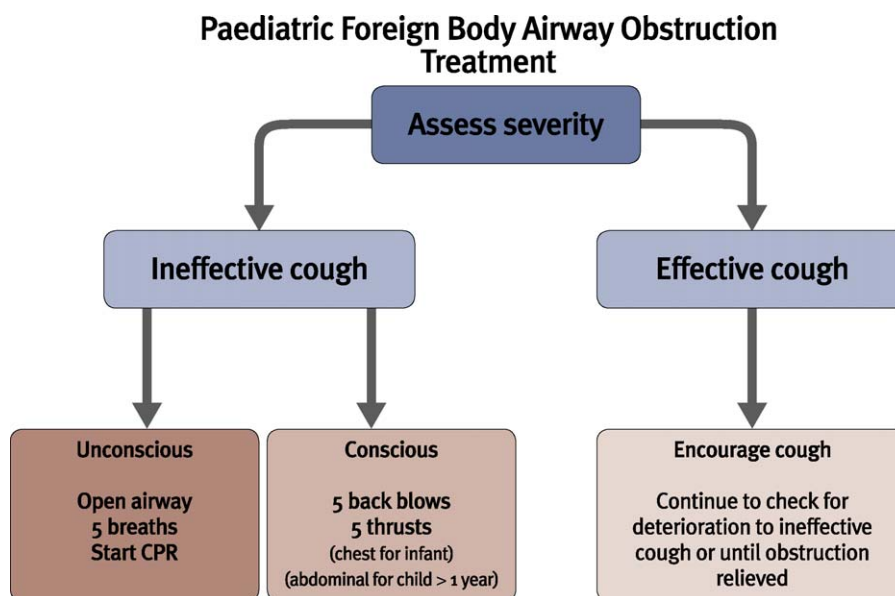 Paediatric Foreign Body Airway Obstruction
Treatment
Assess severity
Ineffective cough
Effective cough
Unconscious
Open airway
5 breaths
Start CPR
Conscious
5 back blows
5 thrusts
(chest for infant)
(abdominal for child > 1 year)
Encourage cough
Continue to check for
deterioration to ineffective
cough or until obstruction
relieved